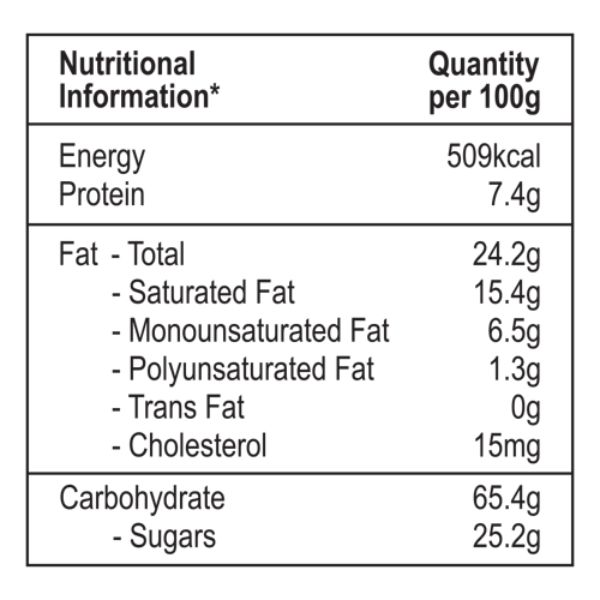 Nutritional Quantity
Information* per 100g
Energy 509kcal
Protein 7.4g
Fat - Total 24.2g
- Saturated Fat 15.4g
- Monounsaturated Fat 6.5g
- Polyunsaturated Fat 1.3g
- Trans Fat 0g
- Cholesterol 15mg
Carbohydrate 65.4g
- Sugars 25.2g